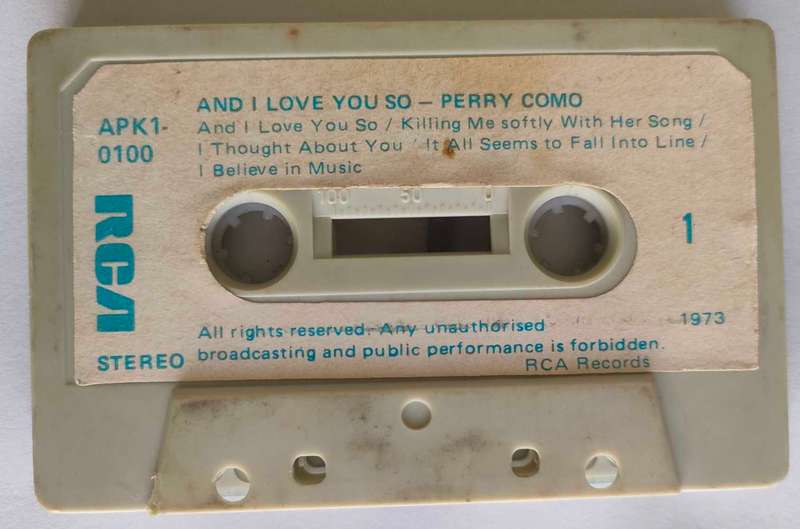 AND I LOVE YOU SO — PERRY COMO
APK1-
0100
And I Love You So / Killing Me softly With Her Song /
I Thought About You / It All Seems to Fall Into Line /
I Believe in Music
100 50 0
RCA
1
All rights reserved. Any unauthorised
broadcasting and public performance is forbidden.
1973
STEREO
RCA Records